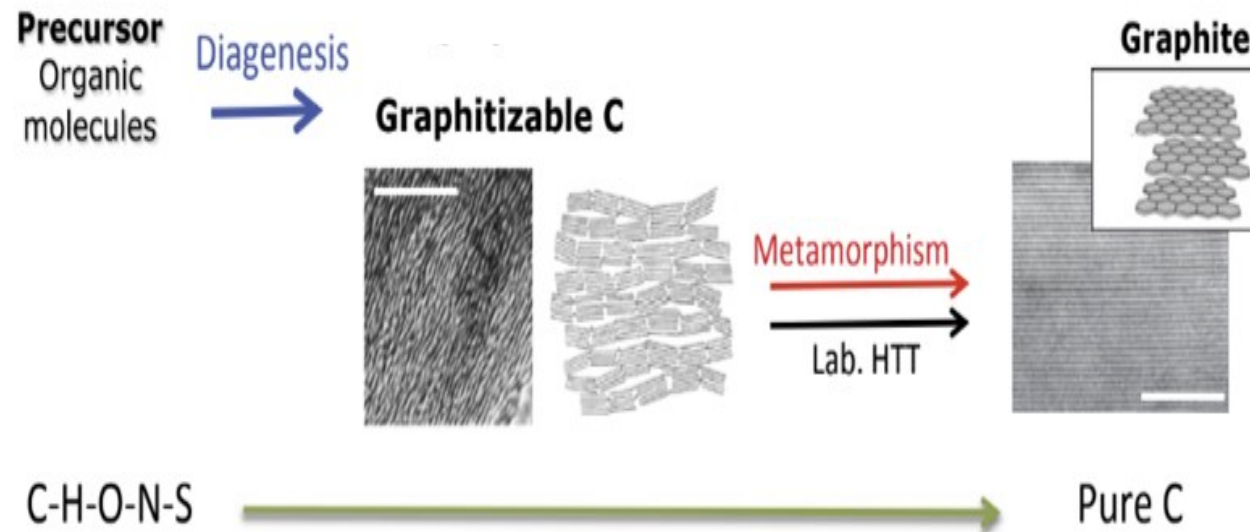 Precursor
Organic
molecules
Diagenesis
Graphitizable C
Metamorphism
Lab. HTT
Graphite
C-H-O-N-S
Pure C